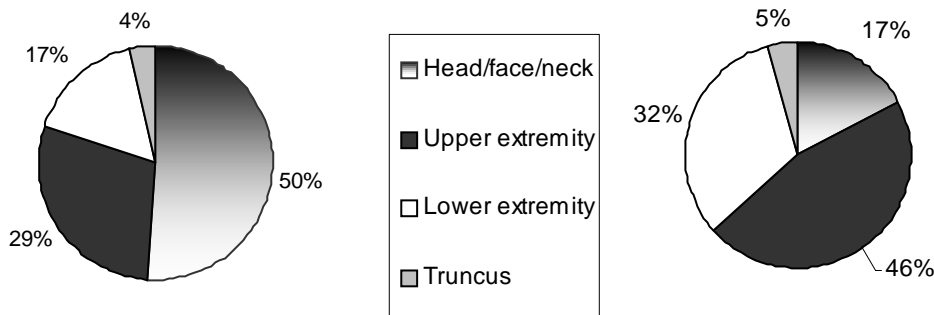 4%
17%
50%
29%
Head/face/neck
Upper extremity
Lower extremity
Truncus
5%
17%
32%
46%